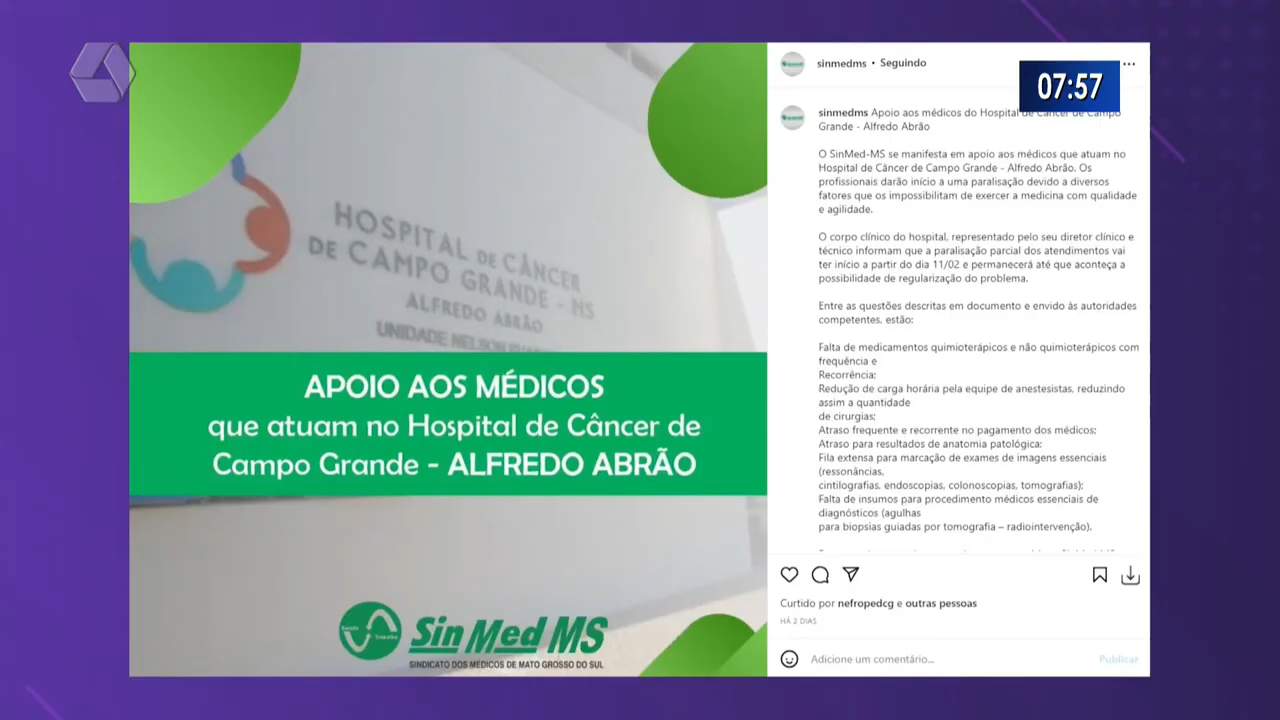 HOSPITAL DE CÂNCER
DE CAMPO GRANDE - MS
ALFREDO ABRÃO
UNIDADE NELSON
APOIO AOS MÉDICOS
que atuam no Hospital de Câncer de
Campo Grande - ALFREDO ABRÃO
SinMedMS
SINDICATO DOS MÉDICOS DE MATO GROSSO DO SUL
sinmedms • Seguindo
07:57
sinmedms Apoio aos médicos do Hospital de Câncer de Campo
Grande - Alfredo Abrão
O SinMed-MS se manifesta em apoio aos médicos que atuam no
Hospital de Câncer de Campo Grande - Alfredo Abrão. Os
profissionais darão início a uma paralisação devido a diversos
fatores que os impossibilitam de exercer a medicina com qualidade
e agilidade.
O corpo clínico do hospital, representado pelo seu diretor clínico e
técnico informam que a paralisação parcial dos atendimentos vai
ter início a partir do dia 11/02 e permanecerá até que aconteça a
possibilidade de regularização do problema.
Entre as questões descritas em documento e envido às autoridades
competentes, estão:
Falta de medicamentos quimioterápicos e não quimioterápicos com
frequência e
Recorrência;
Redução de carga horária pela equipe de anestesistas, reduzindo
assim a quantidade
de cirurgias;
Atraso frequente e recorrente no pagamento dos médicos;
Atraso para resultados de anatomia patológica;
Fila extensa para marcação de exames de imagens essenciais
(ressonâncias,
cintilografias, endoscopias, colonoscopias, tomografias);
Falta de insumos para procedimento médicos essenciais de
diagnósticos (agulhas
para biopsias guiadas por tomografia – radiointervenção).
Curtido por nefropedcg e outras pessoas
HÁ 2 DIAS
Adicione um comentário...
Publicar